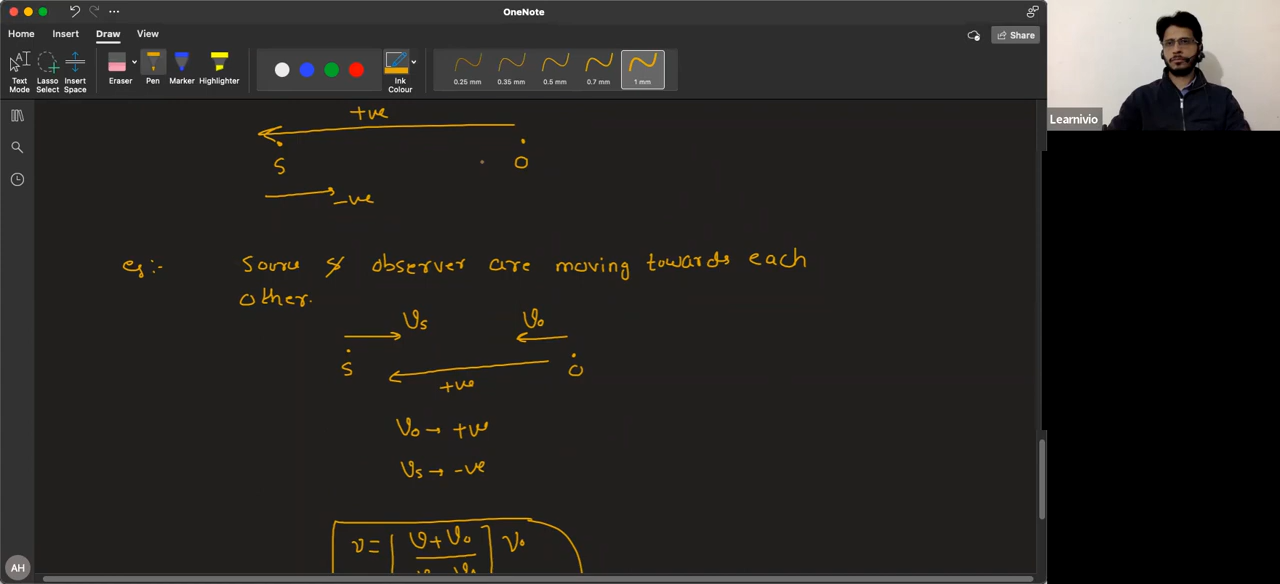 OneNote
Home Insert Draw View
Share
Text Mode
Lasso Select
Insert Space
Eraser
Pen
Marker
Highlighter
Ink Colour
0.25 mm
0.35 mm
0.5 mm
0.7 mm
1 mm
Learnivio
+ve
S O
-ve
eg:- Source & observer are moving towards each
other.
Vs Vo
S O
+ve
Vo → +ve
Vs → -ve
ν = [ V + Vo ] νo
AH